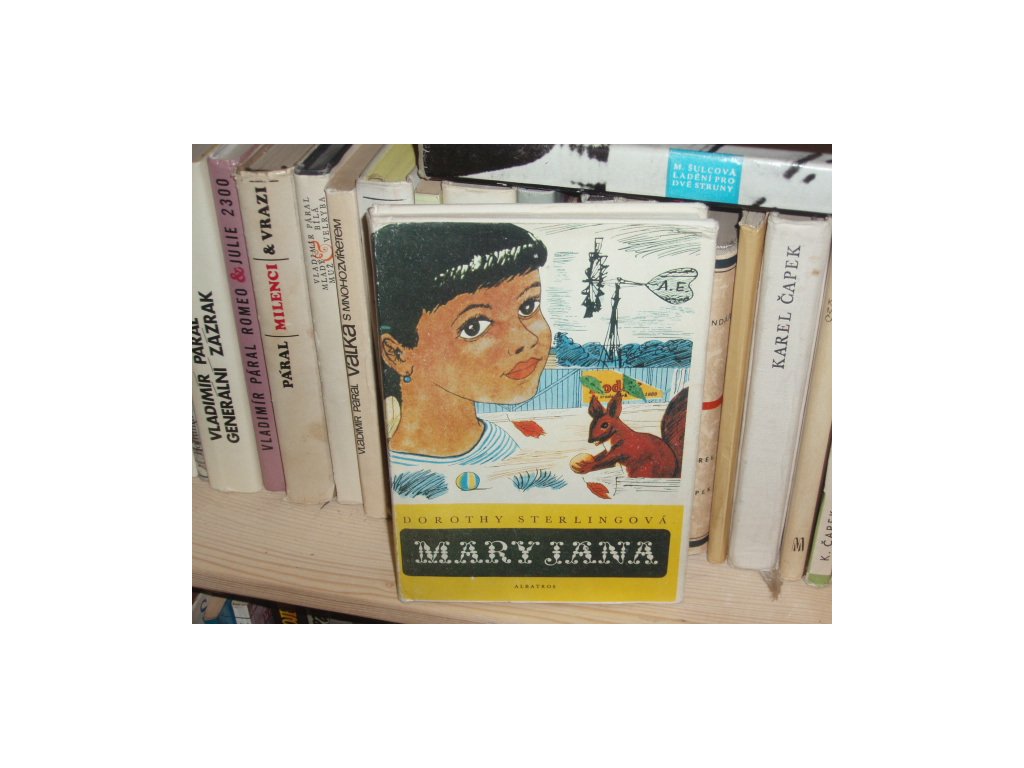 VLADIMÍR PÁRAL
GENERÁLNÍ ZÁZRAK
VLADIMÍR PÁRAL ROMEO & JULIE 2300
PÁRAL MILENCI & VRAZI
VLADIMÍR PÁRAL
MLADÝ & BÍLÁ
MUŽ VELRYBA
VLADIMÍR PÁRAL VÁLKA S MNOHOZVÍŘETEM
M. ŠULCOVÁ
LADĚNÍ PRO
DVĚ STRUNY
A.E.
DOROTHY STERLINGOVÁ
MARY JANA
ALBATROS
KAREL ČAPEK
M
K. ČAPEK